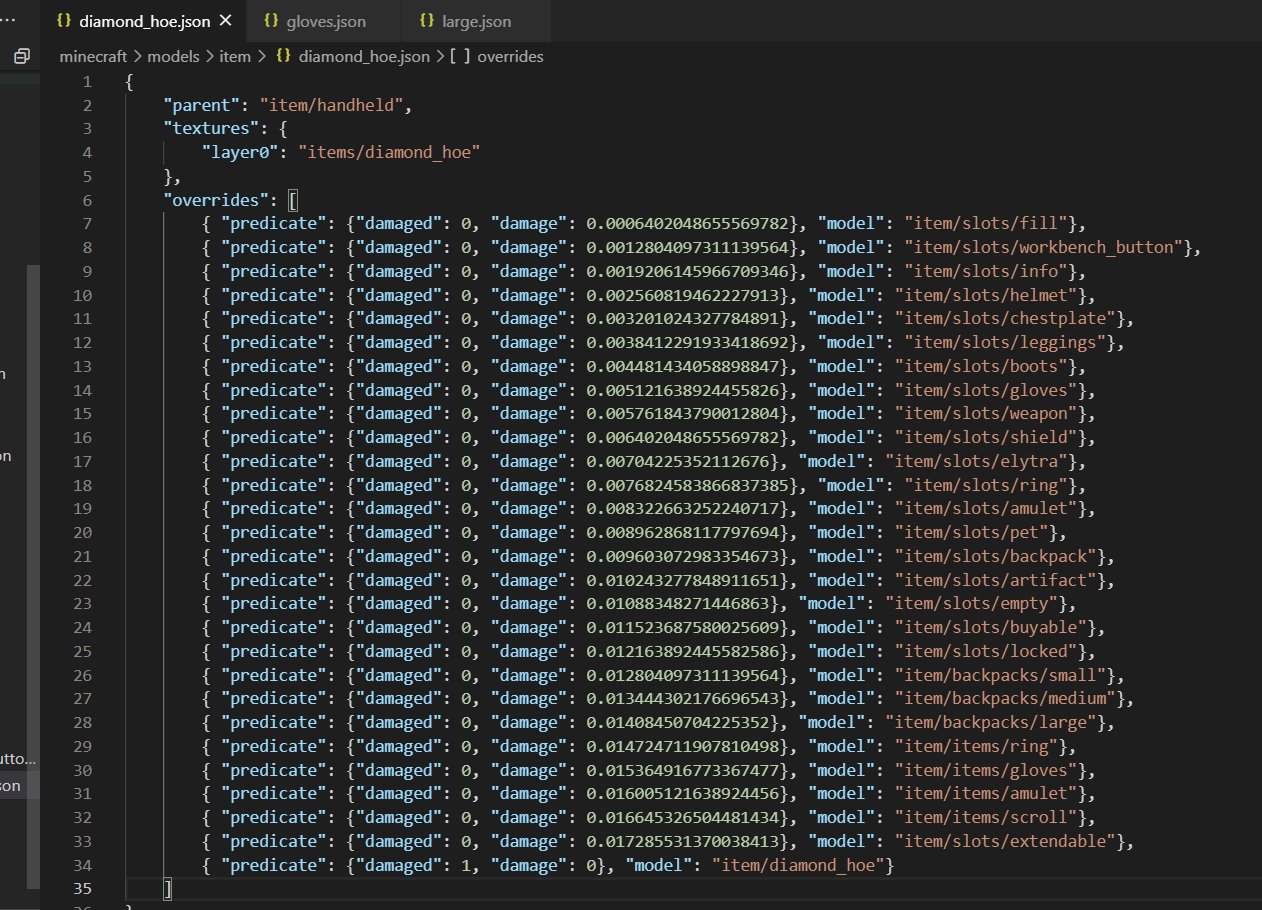 ··· {} diamond_hoe.json × {} gloves.json {} large.json
minecraft > models > item > {} diamond_hoe.json > [ ] overrides
1 {
2 "parent": "item/handheld",
3 "textures": {
4 "layer0": "items/diamond_hoe"
5 },
6 "overrides": [
7 { "predicate": {"damaged": 0, "damage": 0.0006402048655569782}, "model": "item/slots/fill"},
8 { "predicate": {"damaged": 0, "damage": 0.0012804097311139564}, "model": "item/slots/workbench_button"},
9 { "predicate": {"damaged": 0, "damage": 0.0019206145966709346}, "model": "item/slots/info"},
10 { "predicate": {"damaged": 0, "damage": 0.002560819462227913}, "model": "item/slots/helmet"},
11 { "predicate": {"damaged": 0, "damage": 0.003201024327784891}, "model": "item/slots/chestplate"},
12 { "predicate": {"damaged": 0, "damage": 0.0038412291933418692}, "model": "item/slots/leggings"},
13 { "predicate": {"damaged": 0, "damage": 0.004481434058898847}, "model": "item/slots/boots"},
14 { "predicate": {"damaged": 0, "damage": 0.005121638924455826}, "model": "item/slots/gloves"},
15 { "predicate": {"damaged": 0, "damage": 0.005761843790012804}, "model": "item/slots/weapon"},
16 { "predicate": {"damaged": 0, "damage": 0.006402048655569782}, "model": "item/slots/shield"},
17 { "predicate": {"damaged": 0, "damage": 0.00704225352112676}, "model": "item/slots/elytra"},
18 { "predicate": {"damaged": 0, "damage": 0.0076824583866837385}, "model": "item/slots/ring"},
19 { "predicate": {"damaged": 0, "damage": 0.008322663252240717}, "model": "item/slots/amulet"},
20 { "predicate": {"damaged": 0, "damage": 0.008962868117797694}, "model": "item/slots/pet"},
21 { "predicate": {"damaged": 0, "damage": 0.009603072983354673}, "model": "item/slots/backpack"},
22 { "predicate": {"damaged": 0, "damage": 0.010243277848911651}, "model": "item/slots/artifact"},
23 { "predicate": {"damaged": 0, "damage": 0.01088348271446863}, "model": "item/slots/empty"},
24 { "predicate": {"damaged": 0, "damage": 0.011523687580025609}, "model": "item/slots/buyable"},
25 { "predicate": {"damaged": 0, "damage": 0.012163892445582586}, "model": "item/slots/locked"},
26 { "predicate": {"damaged": 0, "damage": 0.012804097311139564}, "model": "item/backpacks/small"},
27 { "predicate": {"damaged": 0, "damage": 0.013444302176696543}, "model": "item/backpacks/medium"},
28 { "predicate": {"damaged": 0, "damage": 0.01408450704225352}, "model": "item/backpacks/large"},
29 { "predicate": {"damaged": 0, "damage": 0.014724711907810498}, "model": "item/items/ring"},
30 { "predicate": {"damaged": 0, "damage": 0.015364916773367477}, "model": "item/items/gloves"},
31 { "predicate": {"damaged": 0, "damage": 0.016005121638924456}, "model": "item/items/amulet"},
32 { "predicate": {"damaged": 0, "damage": 0.016645326504481434}, "model": "item/items/scroll"},
33 { "predicate": {"damaged": 0, "damage": 0.017285531370038413}, "model": "item/slots/extendable"},
34 { "predicate": {"damaged": 1, "damage": 0}, "model": "item/diamond_hoe"}
35 ]